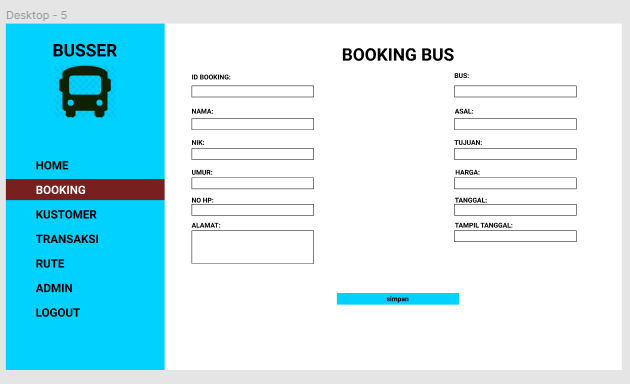 Desktop - 5
BUSSER
HOME
BOOKING
KUSTOMER
TRANSAKSI
RUTE
ADMIN
LOGOUT
BOOKING BUS
ID BOOKING:
NAMA:
NIK:
UMUR:
NO HP:
ALAMAT:
BUS:
ASAL:
TUJUAN:
HARGA:
TANGGAL:
TAMPIL TANGGAL:
simpan